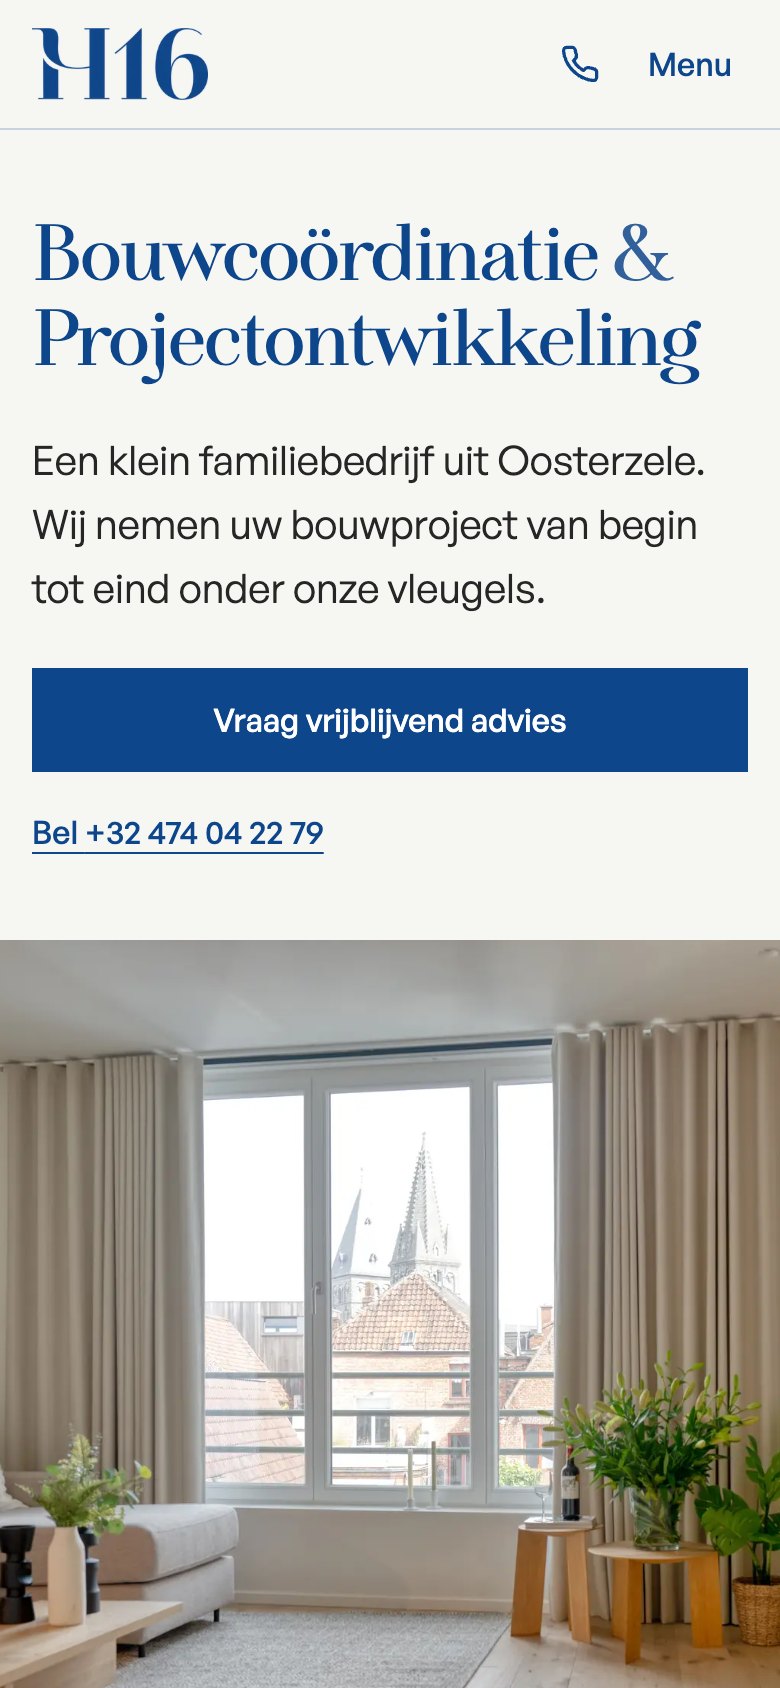 H16
Menu
Bouwcoördinatie &
Projectontwikkeling
Een klein familiebedrijf uit Oosterzele.
Wij nemen uw bouwproject van begin
tot eind onder onze vleugels.
Vraag vrijblijvend advies
Bel +32 474 04 22 79